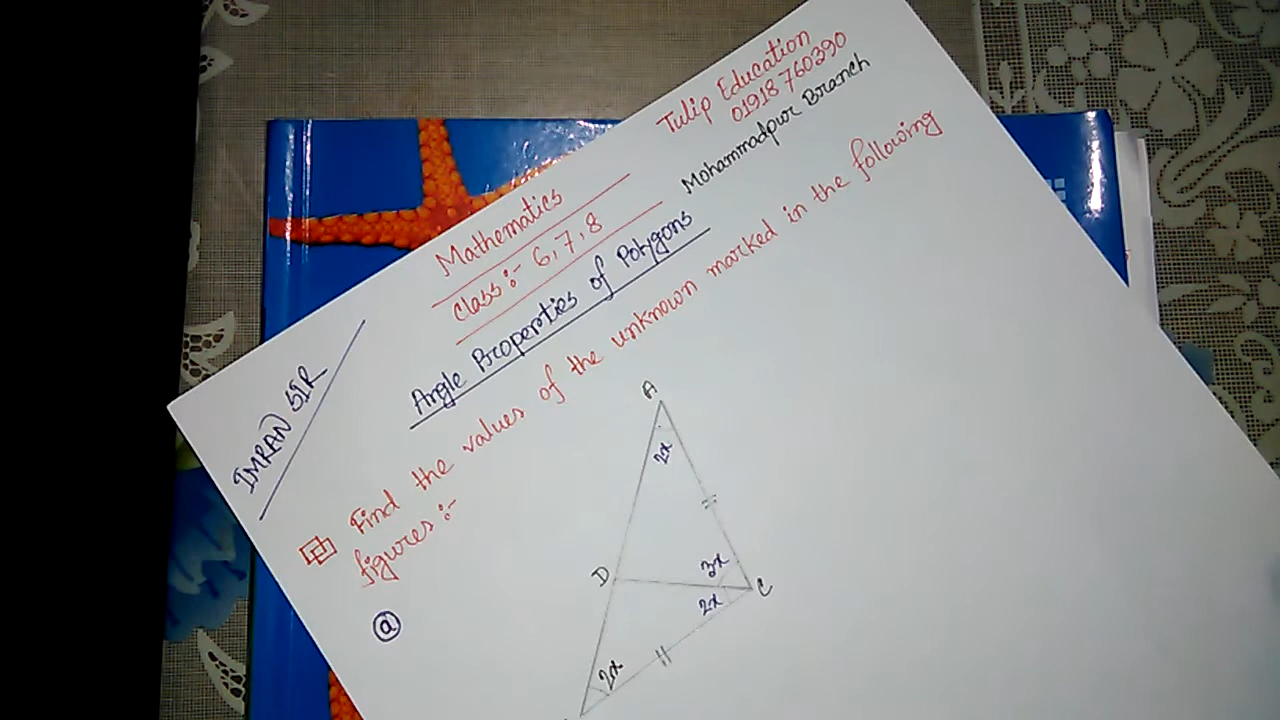 Tulip Education
01918 760390
Mohammadpur Branch
Mathematics
Class:- 6, 7, 8
Angle Properties of Polygons
IMRAN SIR
Find the values of the unknown marked in the following
figures :-
a
A
2x
D
3x
C
2x
2x